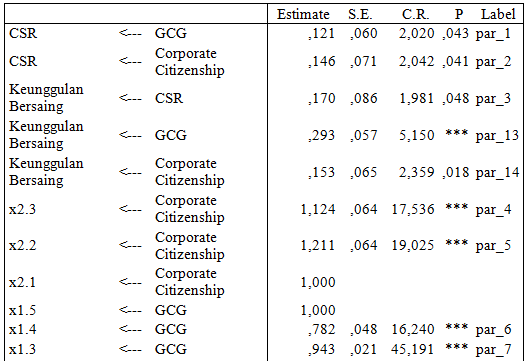 Estimate S.E. C.R. P Label
CSR <--- GCG ,121 ,060 2,020 ,043 par_1
CSR <--- Corporate Citizenship ,146 ,071 2,042 ,041 par_2
Keunggulan Bersaing <--- CSR ,170 ,086 1,981 ,048 par_3
Keunggulan Bersaing <--- GCG ,293 ,057 5,150 *** par_13
Keunggulan Bersaing <--- Corporate Citizenship ,153 ,065 2,359 ,018 par_14
x2.3 <--- Corporate Citizenship 1,124 ,064 17,536 *** par_4
x2.2 <--- Corporate Citizenship 1,211 ,064 19,025 *** par_5
x2.1 <--- Corporate Citizenship 1,000
x1.5 <--- GCG 1,000
x1.4 <--- GCG ,782 ,048 16,240 *** par_6
x1.3 <--- GCG ,943 ,021 45,191 *** par_7